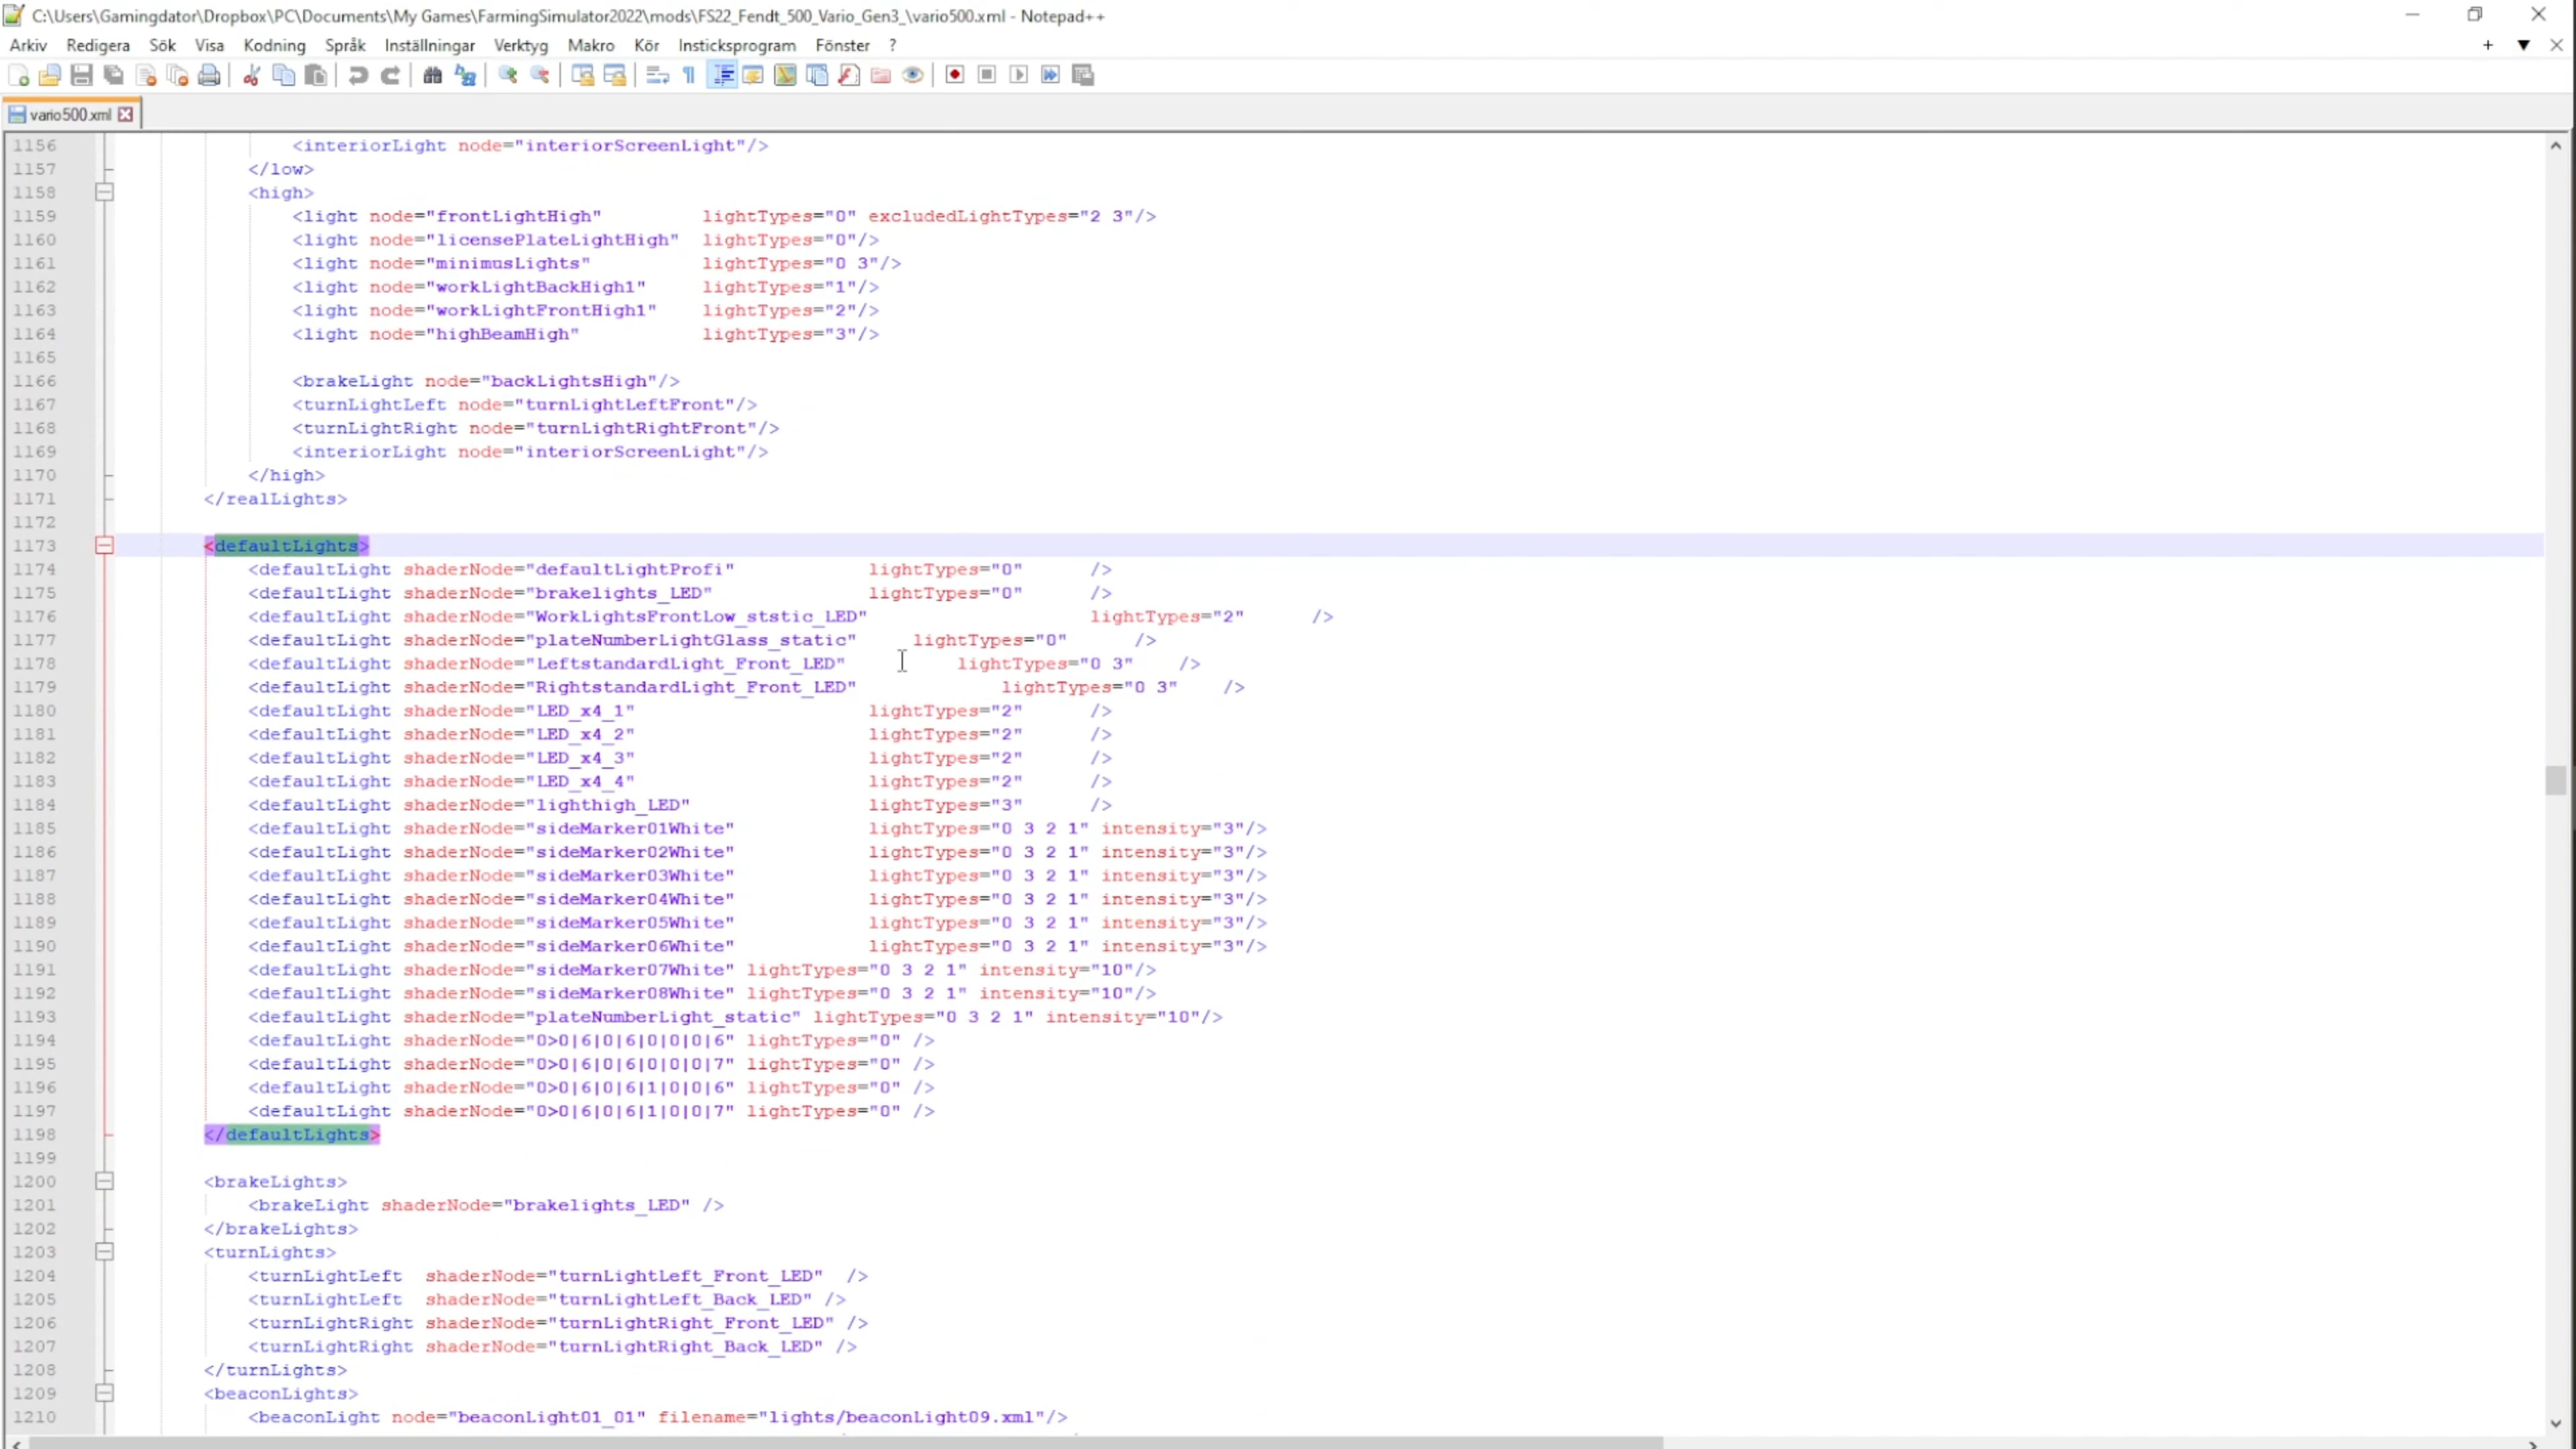 C:\Users\Gamingdator\Dropbox\PC\Documents\My Games\FarmingSimulator2022\mods\FS22_Fendt_500_Vario_Gen3_\vario500.xml - Notepad++
Arkiv Redigera Sök Visa Kodning Språk Inställningar Verktyg Makro Kör Insticksprogram Fönster ?
vario500.xml
1156 <interiorLight node="interiorScreenLight"/>
1157 </low>
1158 <high>
1159 <light node="frontLightHigh" lightTypes="0" excludedLightTypes="2 3"/>
1160 <light node="licensePlateLightHigh" lightTypes="0"/>
1161 <light node="minimusLights" lightTypes="0 3"/>
1162 <light node="workLightBackHigh1" lightTypes="1"/>
1163 <light node="workLightFrontHigh1" lightTypes="2"/>
1164 <light node="highBeamHigh" lightTypes="3"/>
1165
1166 <brakeLight node="backLightsHigh"/>
1167 <turnLightLeft node="turnLightLeftFront"/>
1168 <turnLightRight node="turnLightRightFront"/>
1169 <interiorLight node="interiorScreenLight"/>
1170 </high>
1171 </realLights>
1172
1173 <defaultLights>
1174 <defaultLight shaderNode="defaultLightProfi" lightTypes="0" />
1175 <defaultLight shaderNode="brakelights_LED" lightTypes="0" />
1176 <defaultLight shaderNode="WorkLightsFrontLow_ststic_LED" lightTypes="2" />
1177 <defaultLight shaderNode="plateNumberLightGlass_static" lightTypes="0" />
1178 <defaultLight shaderNode="LeftstandardLight_Front_LED" lightTypes="0 3" />
1179 <defaultLight shaderNode="RightstandardLight_Front_LED" lightTypes="0 3" />
1180 <defaultLight shaderNode="LED_x4_1" lightTypes="2" />
1181 <defaultLight shaderNode="LED_x4_2" lightTypes="2" />
1182 <defaultLight shaderNode="LED_x4_3" lightTypes="2" />
1183 <defaultLight shaderNode="LED_x4_4" lightTypes="2" />
1184 <defaultLight shaderNode="lighthigh_LED" lightTypes="3" />
1185 <defaultLight shaderNode="sideMarker01White" lightTypes="0 3 2 1" intensity="3"/>
1186 <defaultLight shaderNode="sideMarker02White" lightTypes="0 3 2 1" intensity="3"/>
1187 <defaultLight shaderNode="sideMarker03White" lightTypes="0 3 2 1" intensity="3"/>
1188 <defaultLight shaderNode="sideMarker04White" lightTypes="0 3 2 1" intensity="3"/>
1189 <defaultLight shaderNode="sideMarker05White" lightTypes="0 3 2 1" intensity="3"/>
1190 <defaultLight shaderNode="sideMarker06White" lightTypes="0 3 2 1" intensity="3"/>
1191 <defaultLight shaderNode="sideMarker07White" lightTypes="0 3 2 1" intensity="10"/>
1192 <defaultLight shaderNode="sideMarker08White" lightTypes="0 3 2 1" intensity="10"/>
1193 <defaultLight shaderNode="plateNumberLight_static" lightTypes="0 3 2 1" intensity="10"/>
1194 <defaultLight shaderNode="0>0|6|0|6|0|0|0|6" lightTypes="0" />
1195 <defaultLight shaderNode="0>0|6|0|6|0|0|0|7" lightTypes="0" />
1196 <defaultLight shaderNode="0>0|6|0|6|1|0|0|6" lightTypes="0" />
1197 <defaultLight shaderNode="0>0|6|0|6|1|0|0|7" lightTypes="0" />
1198 </defaultLights>
1199
1200 <brakeLights>
1201 <brakeLight shaderNode="brakelights_LED" />
1202 </brakeLights>
1203 <turnLights>
1204 <turnLightLeft shaderNode="turnLightLeft_Front_LED" />
1205 <turnLightLeft shaderNode="turnLightLeft_Back_LED" />
1206 <turnLightRight shaderNode="turnLightRight_Front_LED" />
1207 <turnLightRight shaderNode="turnLightRight_Back_LED" />
1208 </turnLights>
1209 <beaconLights>
1210 <beaconLight node="beaconLight01_01" filename="lights/beaconLight09.xml"/>